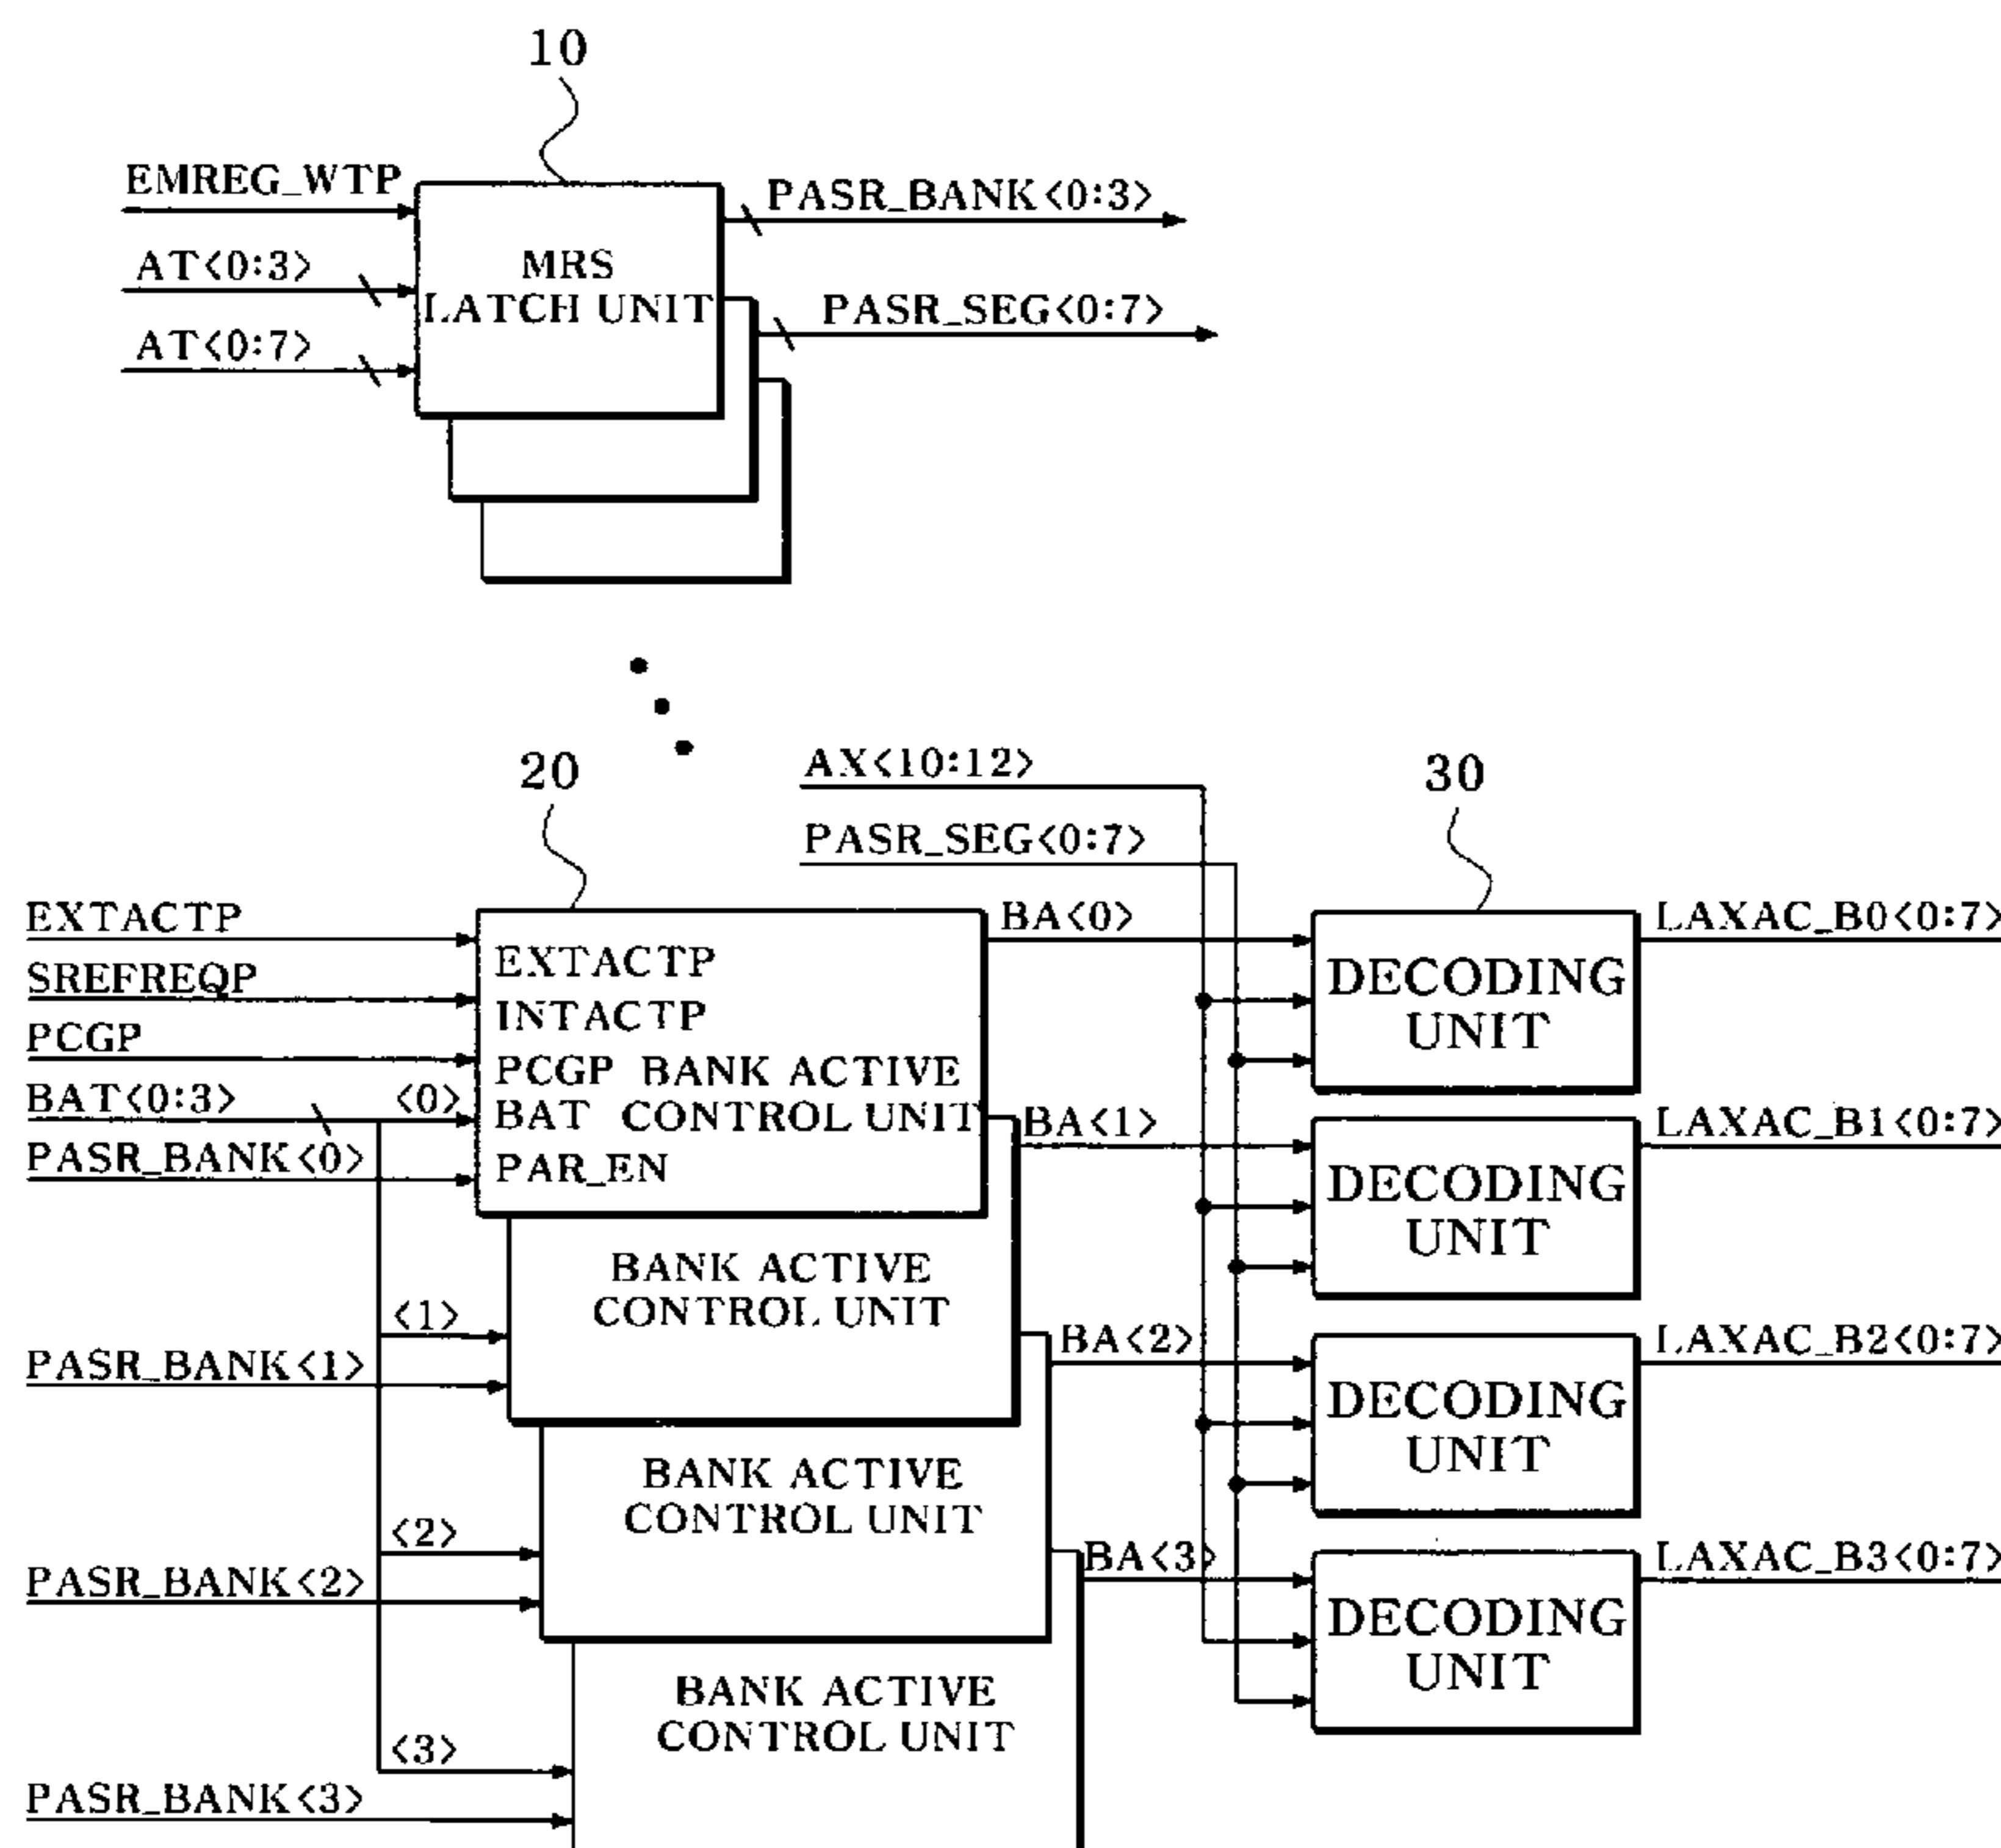 10
EMREG_WTP
AT<0:3>
AT<0:7>
MRS
LATCH UNIT
PASR_BANK<0:3>
PASR_SEG<0:7>
20
AX<10:12>
PASR_SEG<0:7>
30
EXTACTP
SREFREQP
PCGP
BAT<0:3>
<0>
PASR_BANK<0>
EXTACTP
INTACTP
PCGP BANK ACTIVE
BAT CONTROL UNIT
PAR_EN
BA<0>
DECODING
UNIT
LAXAC_B0<0:7>
<1>
PASR_BANK<1>
BANK ACTIVE
CONTROL UNIT
BA<1>
DECODING
UNIT
LAXAC_B1<0:7>
<2>
PASR_BANK<2>
BANK ACTIVE
CONTROL UNIT
BA<2>
DECODING
UNIT
LAXAC_B2<0:7>
<3>
PASR_BANK<3>
BANK ACTIVE
CONTROL UNIT
BA<3>
DECODING
UNIT
LAXAC_B3<0:7>